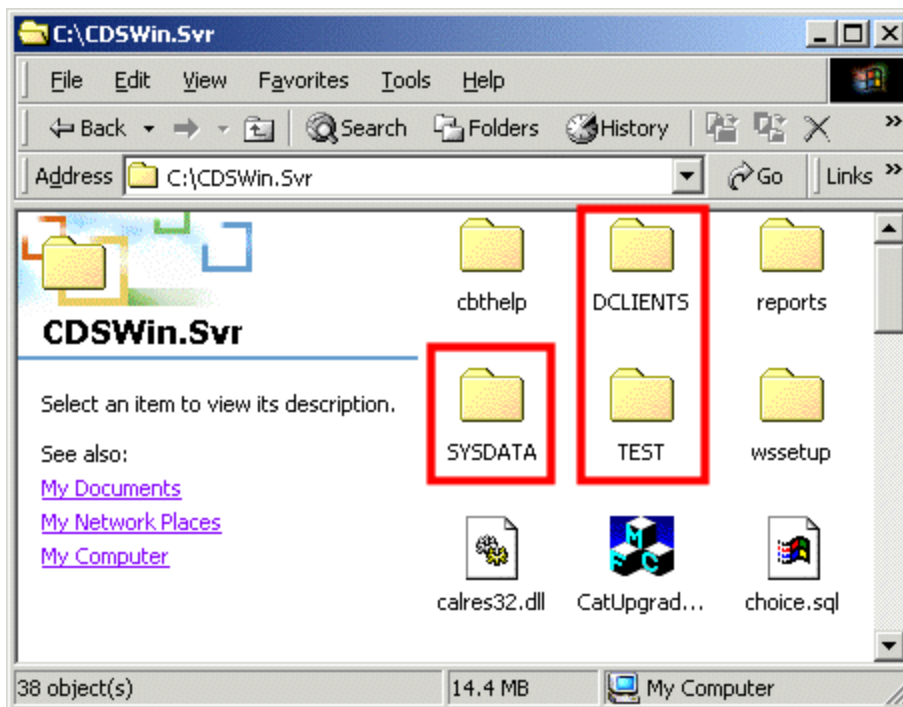 C:\CDSWin.Svr
File Edit View Favorites Tools Help
Back Search Folders History »
Address C:\CDSWin.Svr Go Links »
cbthelp DCLIENTS reports
CDSWin.Svr
Select an item to view its description.
SYSDATA TEST wssetup
See also:
My Documents
My Network Places
My Computer
M F C
calres32.dll CatUpgrad... choice.sql
38 object(s) 14.4 MB My Computer